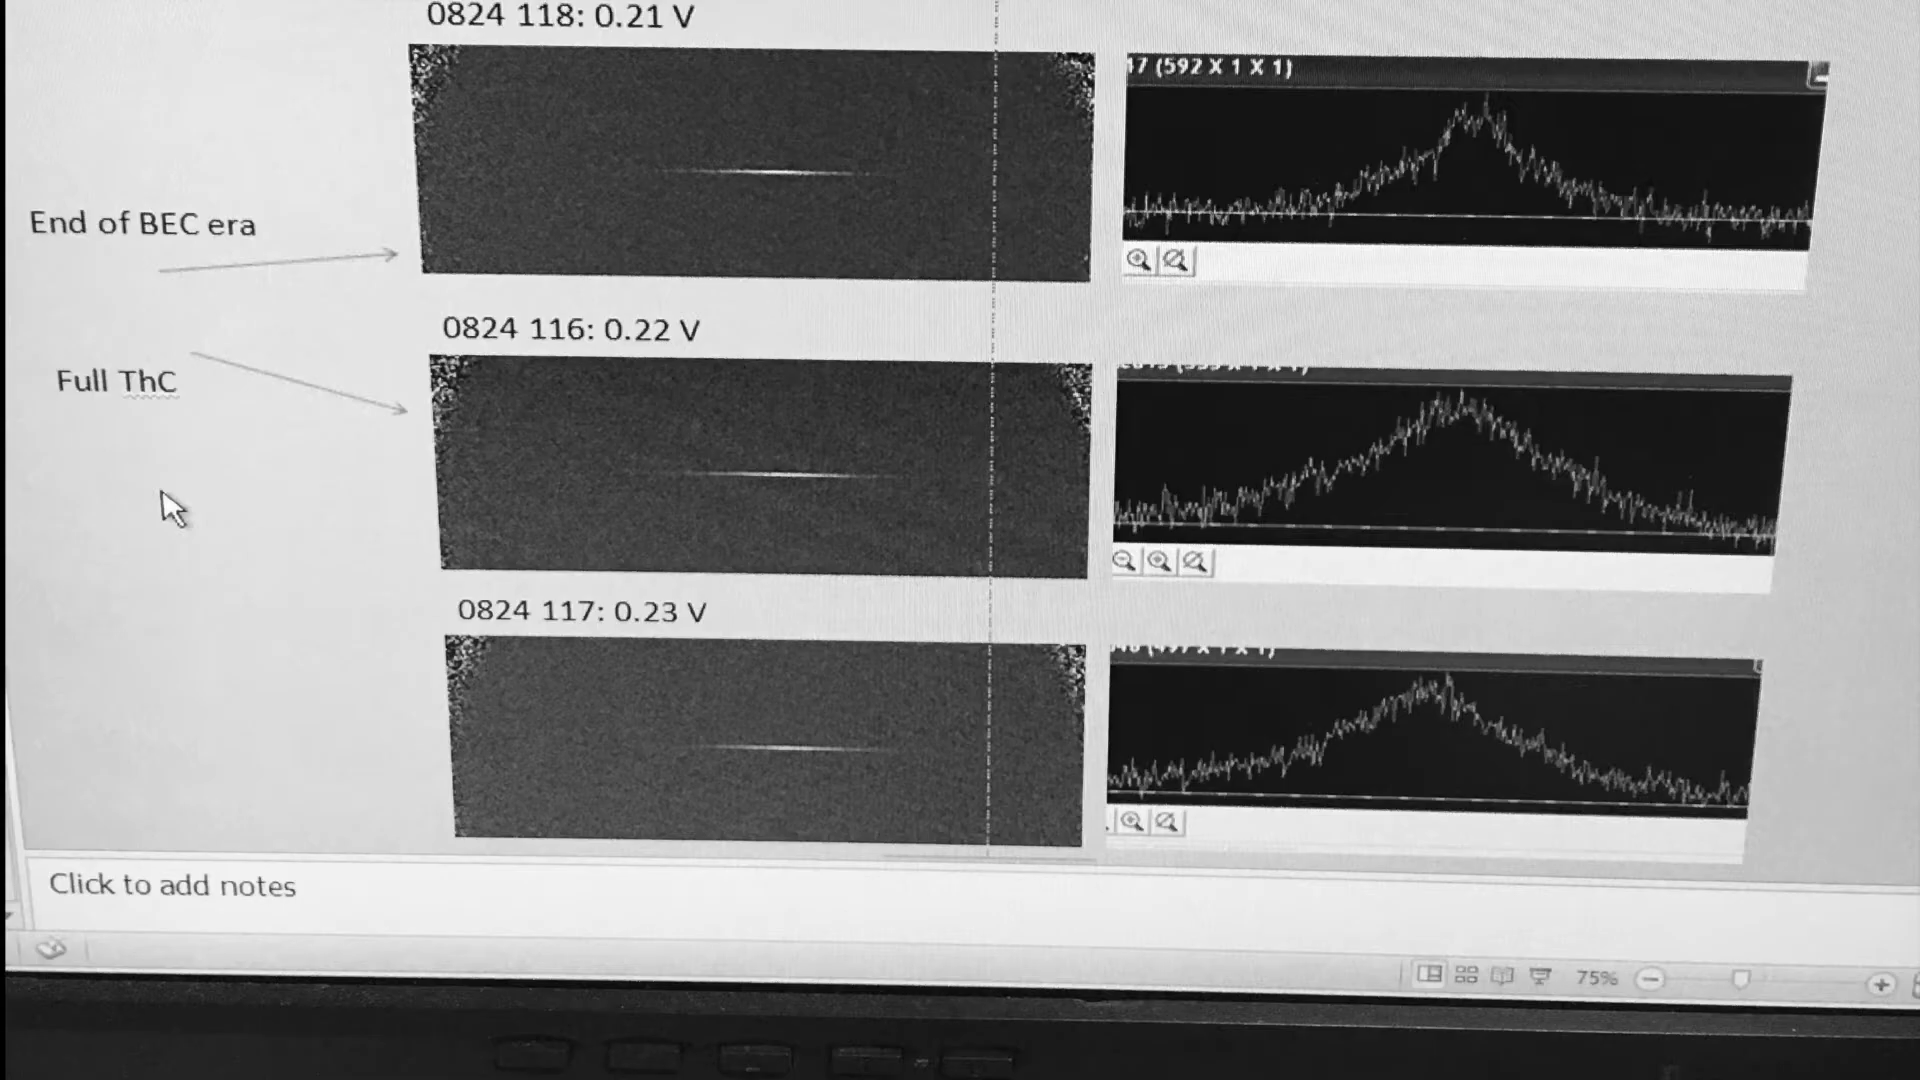 0824 118: 0.21 V
17 (592 X 1 X 1)
End of BEC era
0824 116: 0.22 V
Full ThC
0824 117: 0.23 V
Click to add notes
75%